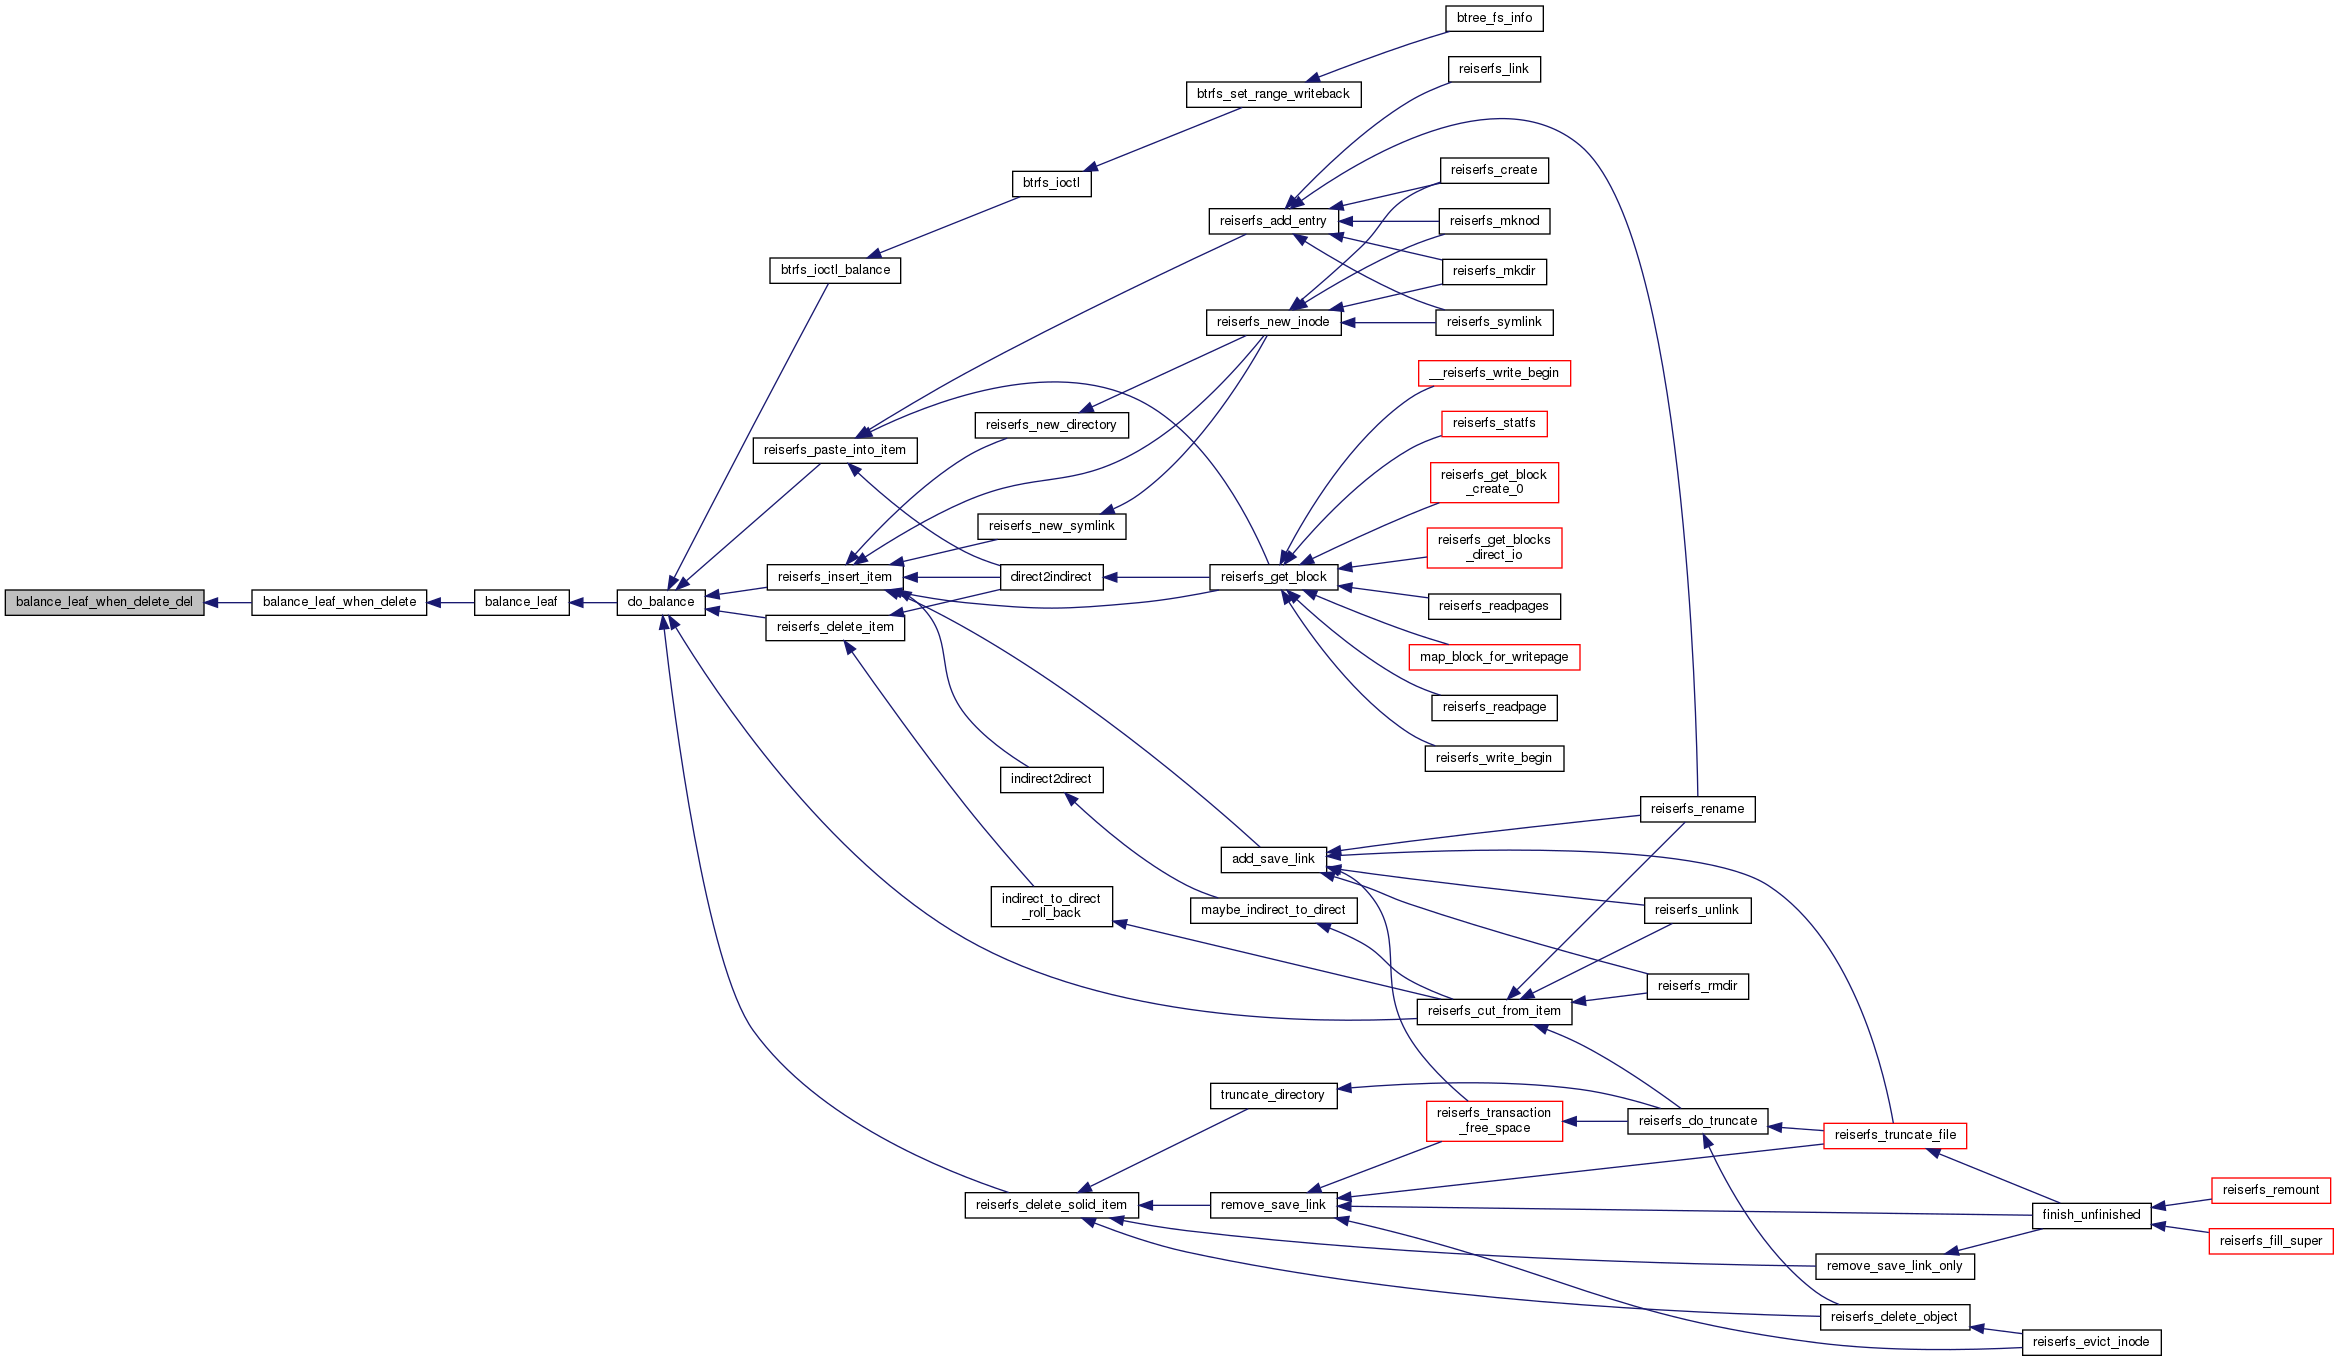 btree_fs_info
reiserfs_link
btrfs_set_range_writeback
reiserfs_create
btrfs_ioctl
reiserfs_add_entry
reiserfs_mknod
btrfs_ioctl_balance
reiserfs_mkdir
reiserfs_new_inode
reiserfs_symlink
__reiserfs_write_begin
reiserfs_statfs
reiserfs_new_directory
reiserfs_paste_into_item
reiserfs_get_block
_create_0
reiserfs_new_symlink
reiserfs_get_blocks
_direct_io
reiserfs_insert_item
direct2indirect
reiserfs_get_block
balance_leaf_when_delete_del
balance_leaf_when_delete
balance_leaf
do_balance
reiserfs_readpages
reiserfs_delete_item
map_block_for_writepage
reiserfs_readpage
reiserfs_write_begin
indirect2direct
reiserfs_rename
add_save_link
indirect_to_direct
_roll_back
maybe_indirect_to_direct
reiserfs_unlink
reiserfs_rmdir
reiserfs_cut_from_item
truncate_directory
reiserfs_transaction
_free_space
reiserfs_do_truncate
reiserfs_truncate_file
reiserfs_remount
reiserfs_delete_solid_item
remove_save_link
finish_unfinished
reiserfs_fill_super
remove_save_link_only
reiserfs_delete_object
reiserfs_evict_inode